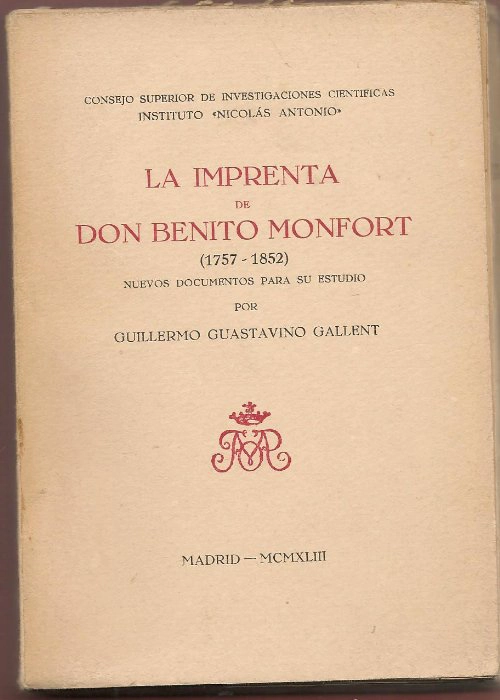 CONSEJO SUPERIOR DE INVESTIGACIONES CIENTIFICAS
INSTITUTO «NICOLÁS ANTONIO»
LA IMPRENTA
DE
DON BENITO MONFORT
(1757 - 1852)
NUEVOS DOCUMENTOS PARA SU ESTUDIO
POR
GUILLERMO GUASTAVINO GALLENT
MADRID — MCMXLIII